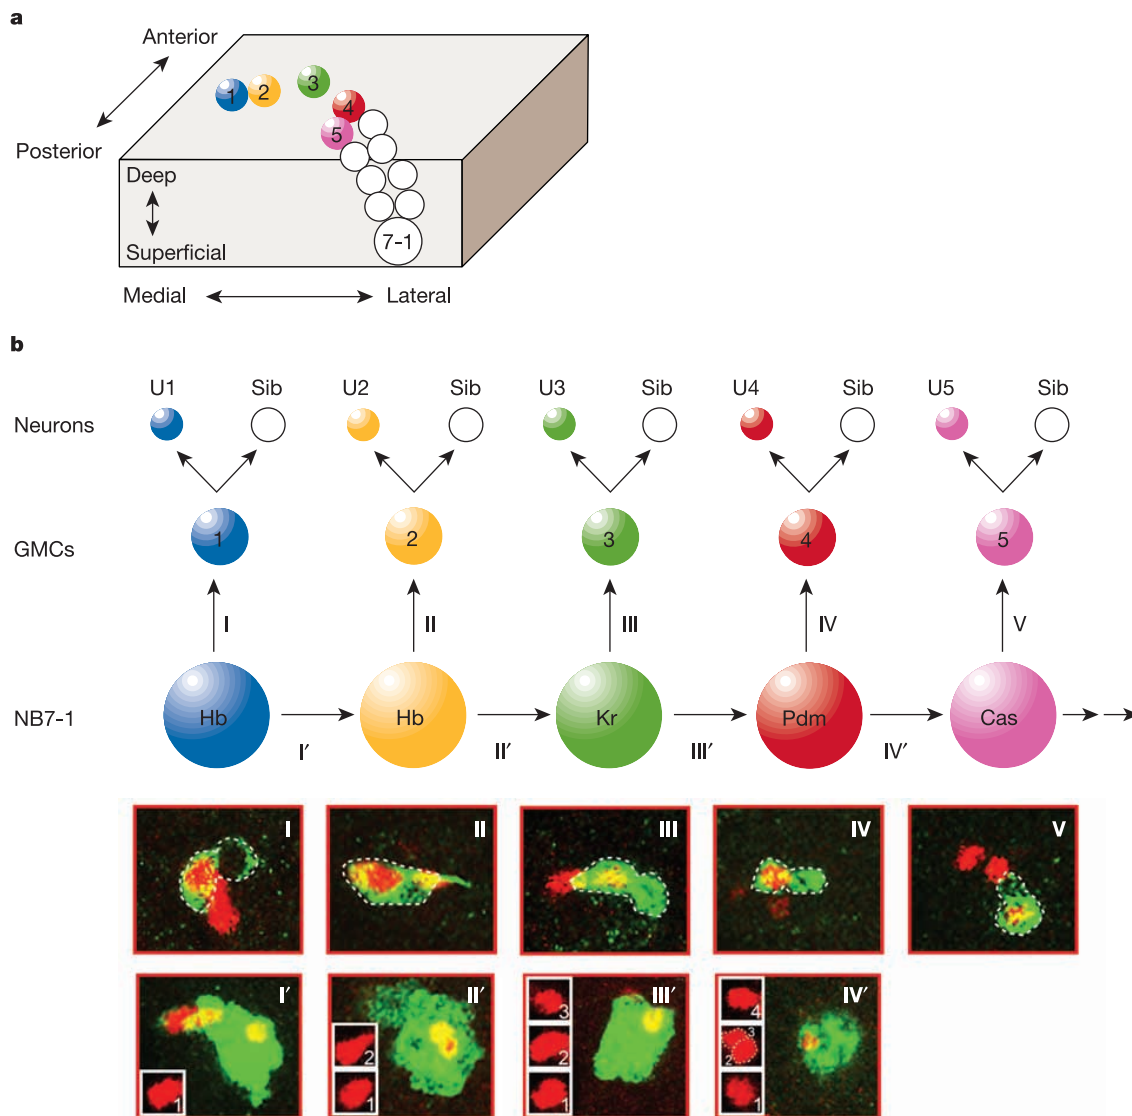 a
Anterior
Posterior
1 2 3 4 5
7-1
Deep
Superficial
Medial Lateral
b
U1 Sib U2 Sib U3 Sib U4 Sib U5 Sib
Neurons
GMCs 1 2 3 4 5
I II III IV V
NB7-1 Hb Hb Kr Pdm Cas
I′ II′ III′ IV′
I II III IV V
I′ II′ III′ IV′
3 4
2 2 3 2
1 1 1 1